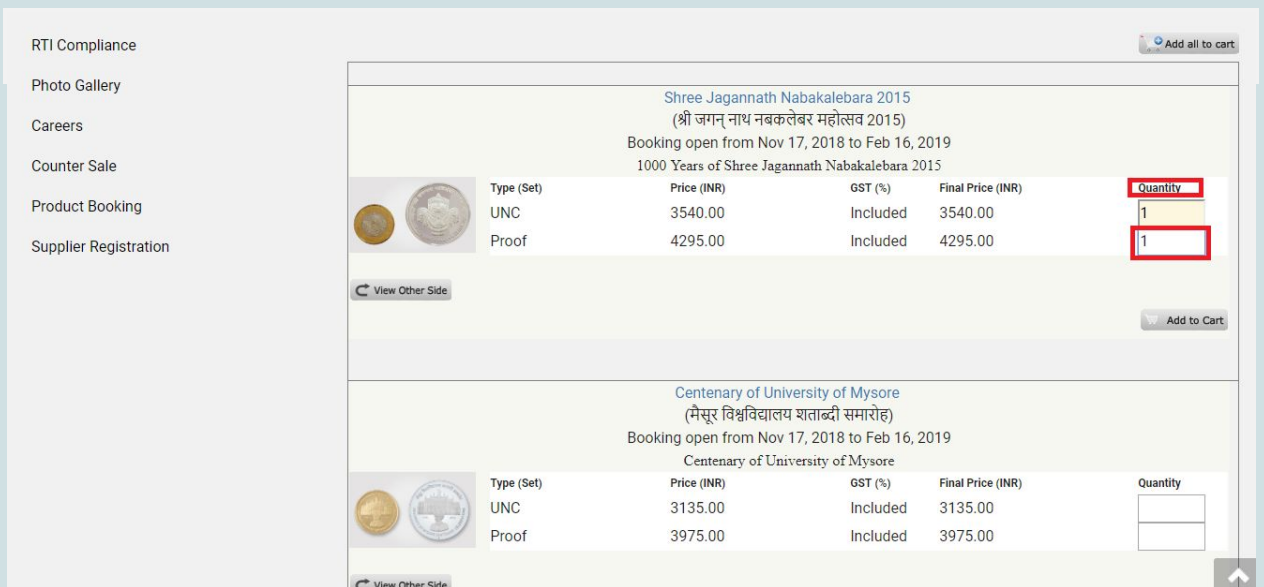 RTI Compliance
Photo Gallery
Careers
Counter Sale
Product Booking
Supplier Registration
Add all to cart
Shree Jagannath Nabakalebara 2015
(श्री जगन् नाथ नबकलेबर महोत्सव 2015)
Booking open from Nov 17, 2018 to Feb 16, 2019
1000 Years of Shree Jagannath Nabakalebara 2015
Type (Set) Price (INR) GST (%) Final Price (INR) Quantity
UNC 3540.00 Included 3540.00 1
Proof 4295.00 Included 4295.00 1
View Other Side
Add to Cart
Centenary of University of Mysore
(मैसूर विश्वविद्यालय शताब्दी समारोह)
Booking open from Nov 17, 2018 to Feb 16, 2019
Centenary of University of Mysore
Type (Set) Price (INR) GST (%) Final Price (INR) Quantity
UNC 3135.00 Included 3135.00
Proof 3975.00 Included 3975.00
View Other Side